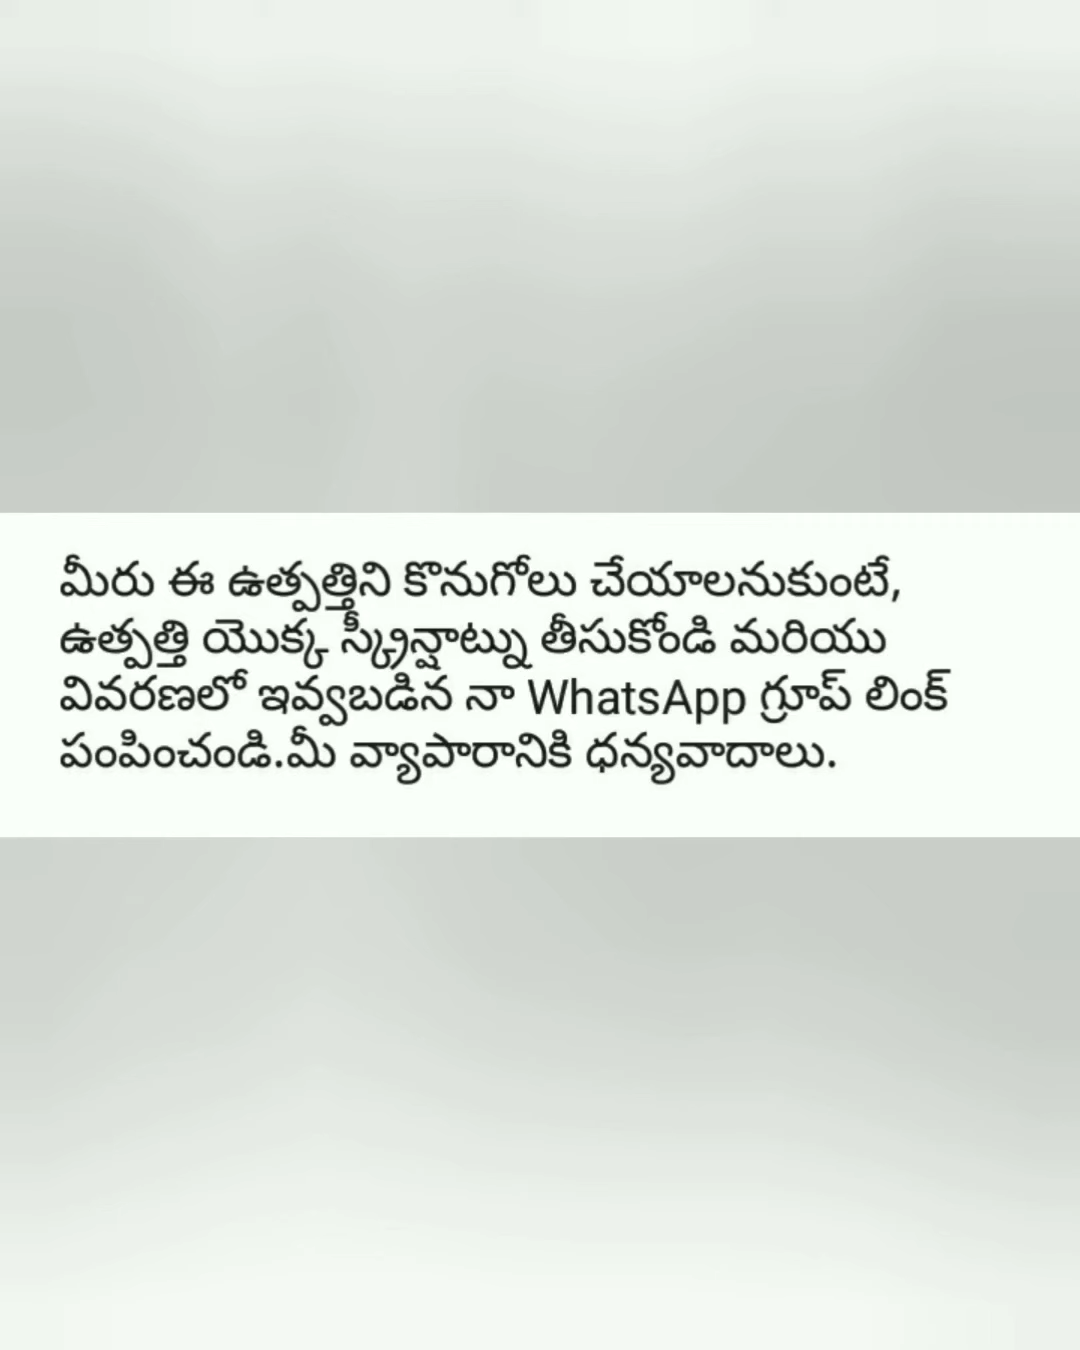 మీరు ఈ ఉత్పత్తిని కొనుగోలు చేయాలనుకుంటే,
ఉత్పత్తి యొక్క స్క్రీన్షాట్ను తీసుకోండి మరియు
వివరణలో ఇవ్వబడిన నా WhatsApp గ్రూప్ లింక్
పంపించండి.మీ వ్యాపారానికి ధన్యవాదాలు.